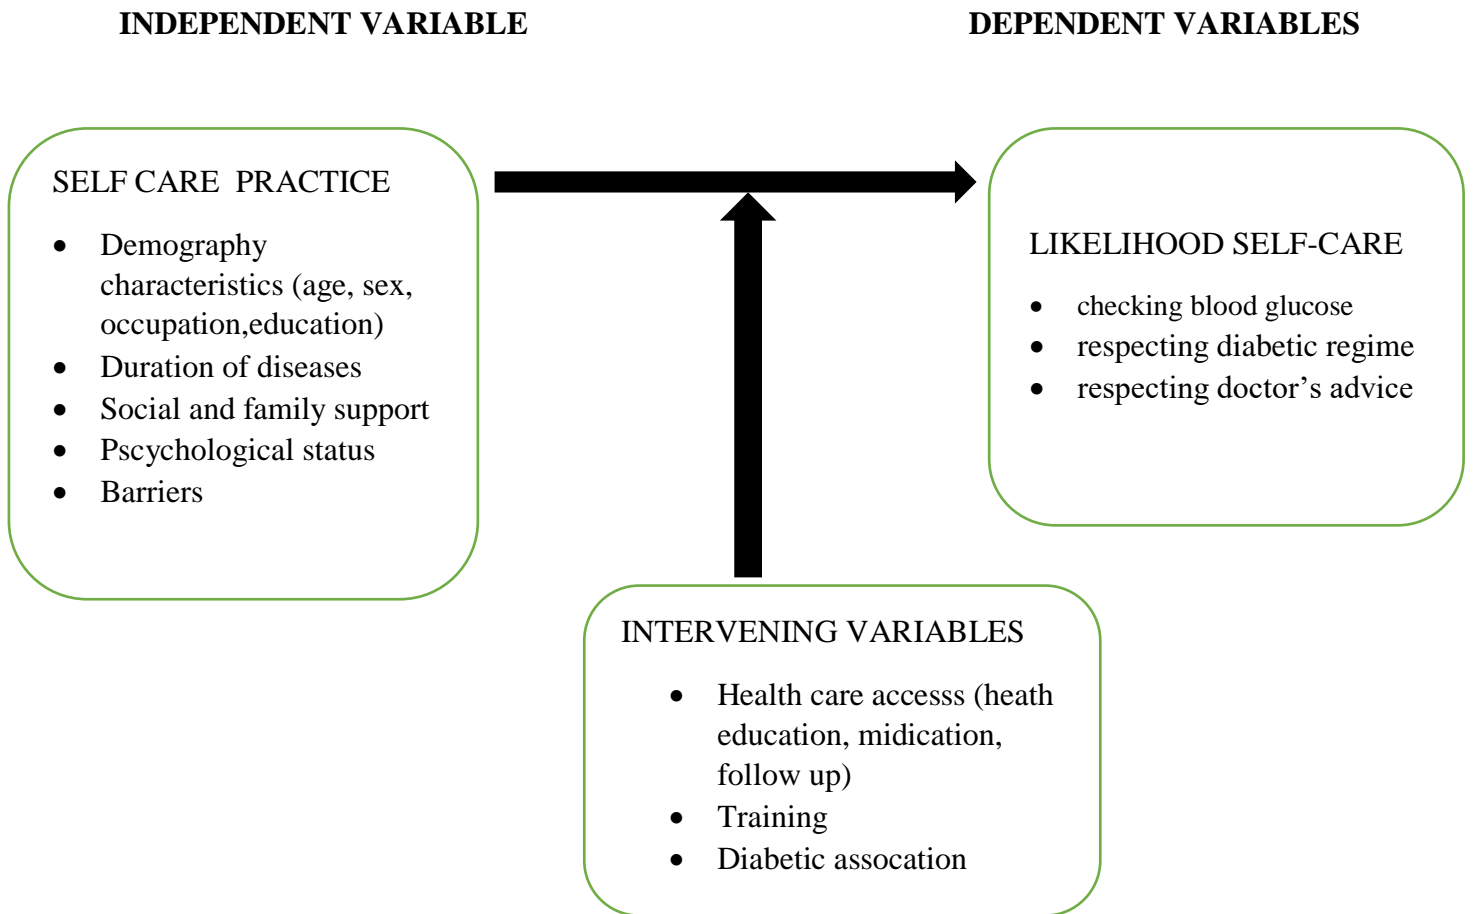 INDEPENDENT VARIABLE
DEPENDENT VARIABLES
SELF CARE PRACTICE
• Demography
characteristics (age, sex,
occupation,education)
• Duration of diseases
• Social and family support
• Pscychological status
• Barriers
LIKELIHOOD SELF-CARE
• checking blood glucose
• respecting diabetic regime
• respecting doctor’s advice
INTERVENING VARIABLES
• Health care accesss (heath
education, midication,
follow up)
• Training
• Diabetic assocation